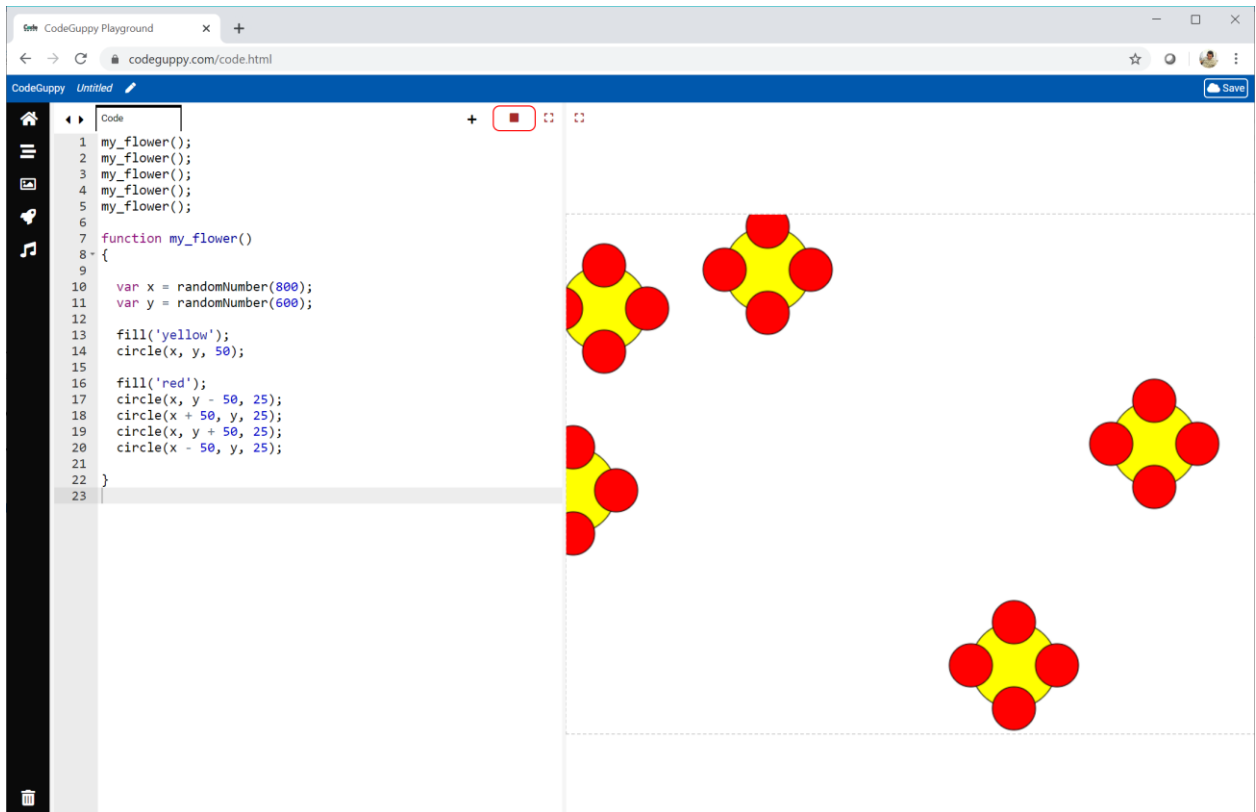 Code CodeGuppy Playground
codeguppy.com/code.html
CodeGuppy Untitled Save
Code
1 my_flower();
2 my_flower();
3 my_flower();
4 my_flower();
5 my_flower();
6
7 function my_flower()
8 {
9
10 var x = randomNumber(800);
11 var y = randomNumber(600);
12
13 fill('yellow');
14 circle(x, y, 50);
15
16 fill('red');
17 circle(x, y - 50, 25);
18 circle(x + 50, y, 25);
19 circle(x, y + 50, 25);
20 circle(x - 50, y, 25);
21
22 }
23